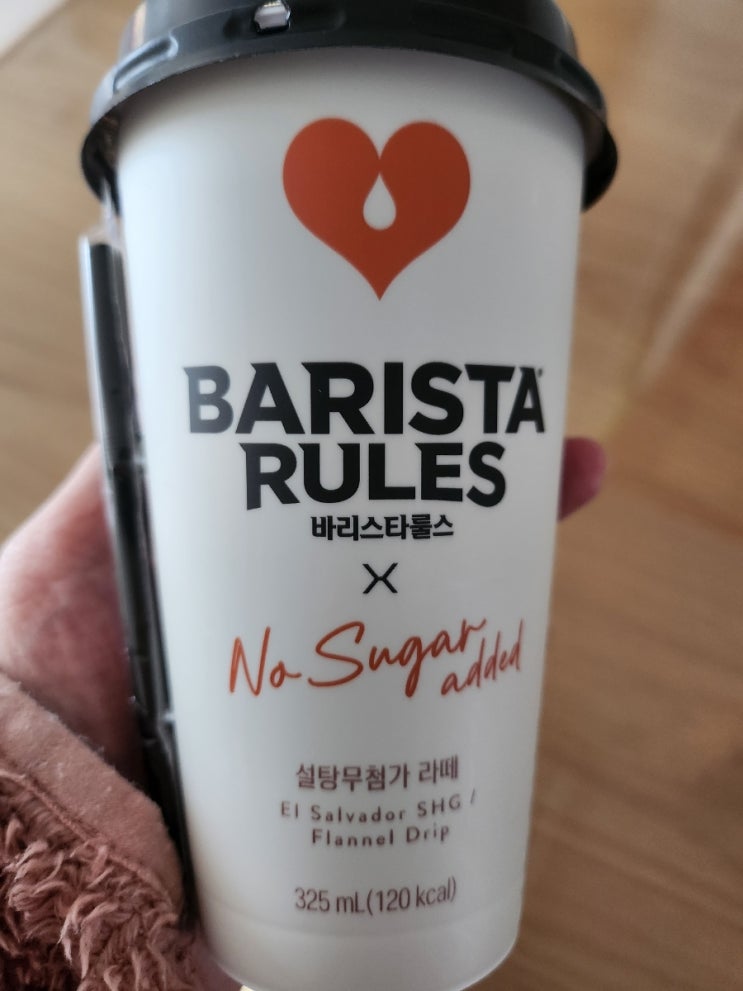 BARISTA
RULES
바리스타룰스
X
No Sugar
added
설탕무첨가 라떼
El Salvador SHG /
Flannel Drip
325 mL(120 kcal)